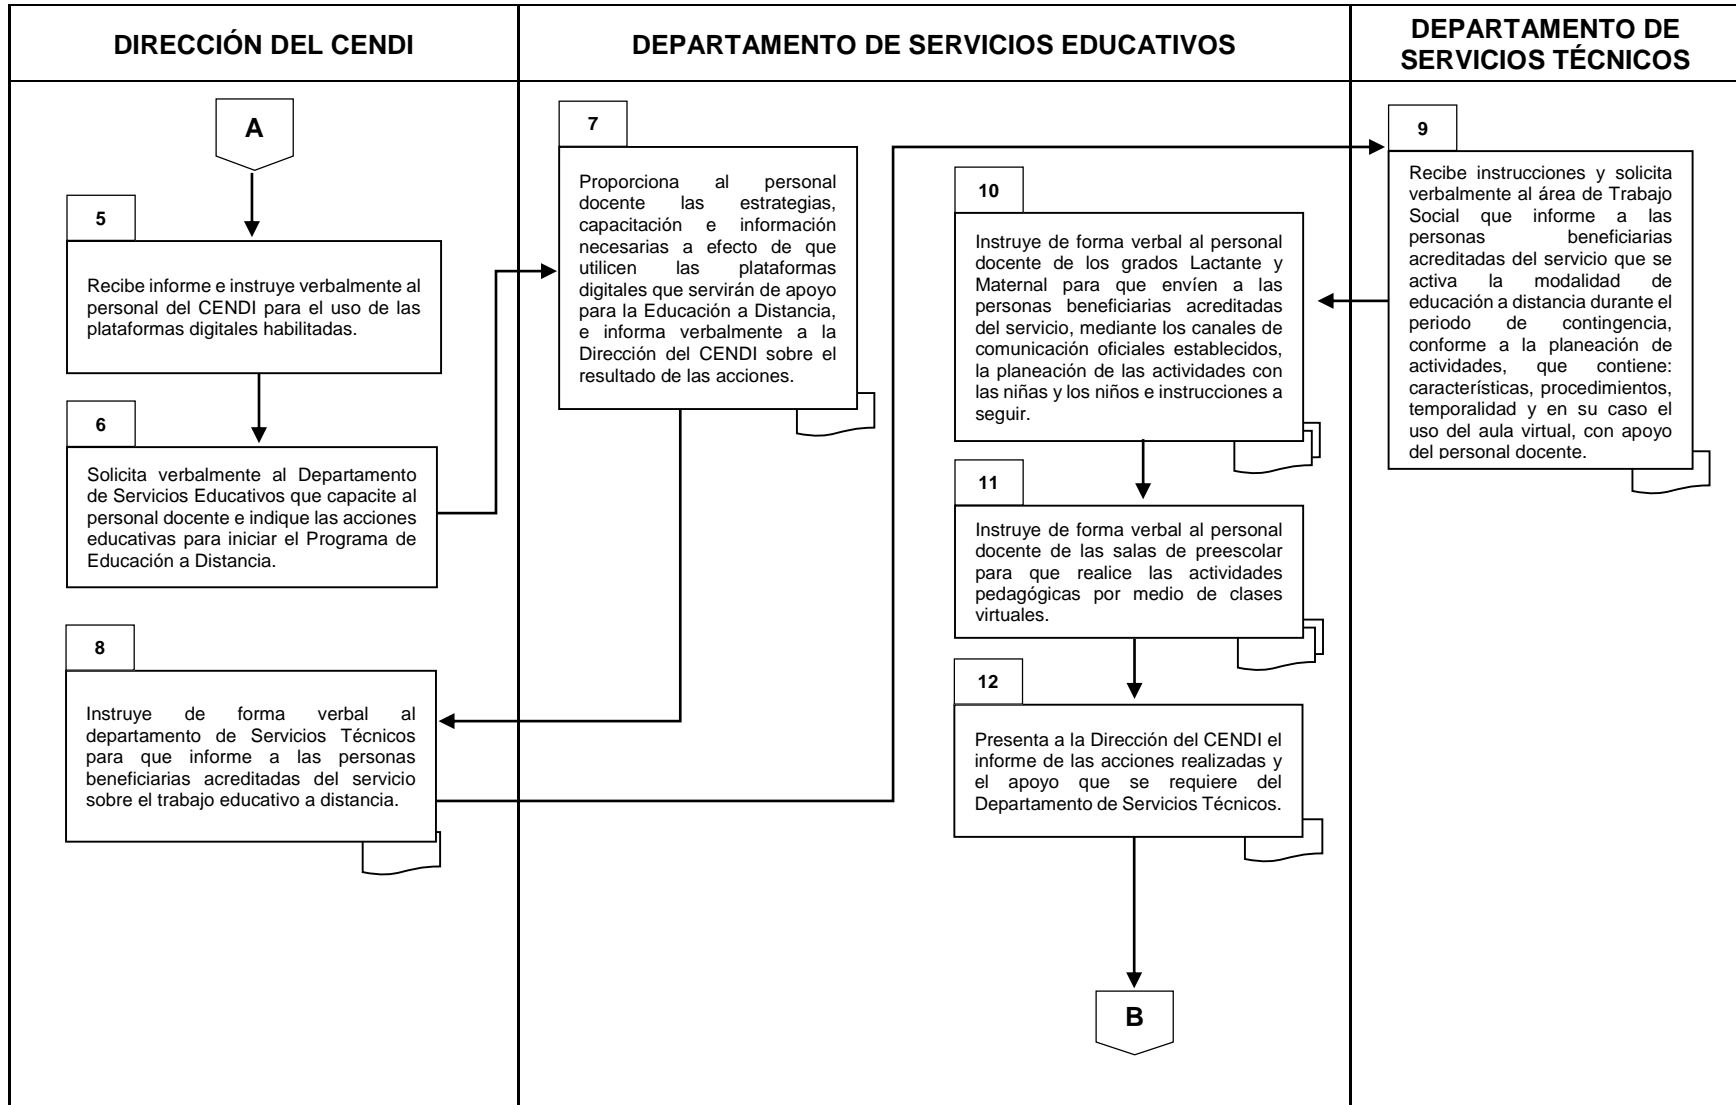 DIRECCIÓN DEL CENDI
DEPARTAMENTO DE SERVICIOS EDUCATIVOS
DEPARTAMENTO DE
SERVICIOS TÉCNICOS
A
5
Recibe informe e instruye verbalmente al
personal del CENDI para el uso de las
plataformas digitales habilitadas.
6
Solicita verbalmente al Departamento
de Servicios Educativos que capacite al
personal docente e indique las acciones
educativas para iniciar el Programa de
Educación a Distancia.
7
Proporciona al personal
docente las estrategias,
capacitación e información
necesarias a efecto de que
utilicen las plataformas
digitales que servirán de apoyo
para la Educación a Distancia,
e informa verbalmente a la
Dirección del CENDI sobre el
resultado de las acciones.
8
Instruye de forma verbal al
departamento de Servicios Técnicos
para que informe a las personas
beneficiarias acreditadas del servicio
sobre el trabajo educativo a distancia.
9
Recibe instrucciones y solicita
verbalmente al área de Trabajo
Social que informe a las
personas beneficiarias
acreditadas del servicio que se
activa la modalidad de
educación a distancia durante el
periodo de contingencia,
conforme a la planeación de
actividades, que contiene:
características, procedimientos,
temporalidad y en su caso el
uso del aula virtual, con apoyo
del personal docente.
10
Instruye de forma verbal al personal
docente de los grados Lactante y
Maternal para que envíen a las
personas beneficiarias acreditadas
del servicio, mediante los canales de
comunicación oficiales establecidos,
la planeación de las actividades con
las niñas y los niños e instrucciones a
seguir.
11
Instruye de forma verbal al personal
docente de las salas de preescolar
para que realice las actividades
pedagógicas por medio de clases
virtuales.
12
Presenta a la Dirección del CENDI el
informe de las acciones realizadas y
el apoyo que se requiere del
Departamento de Servicios Técnicos.
B